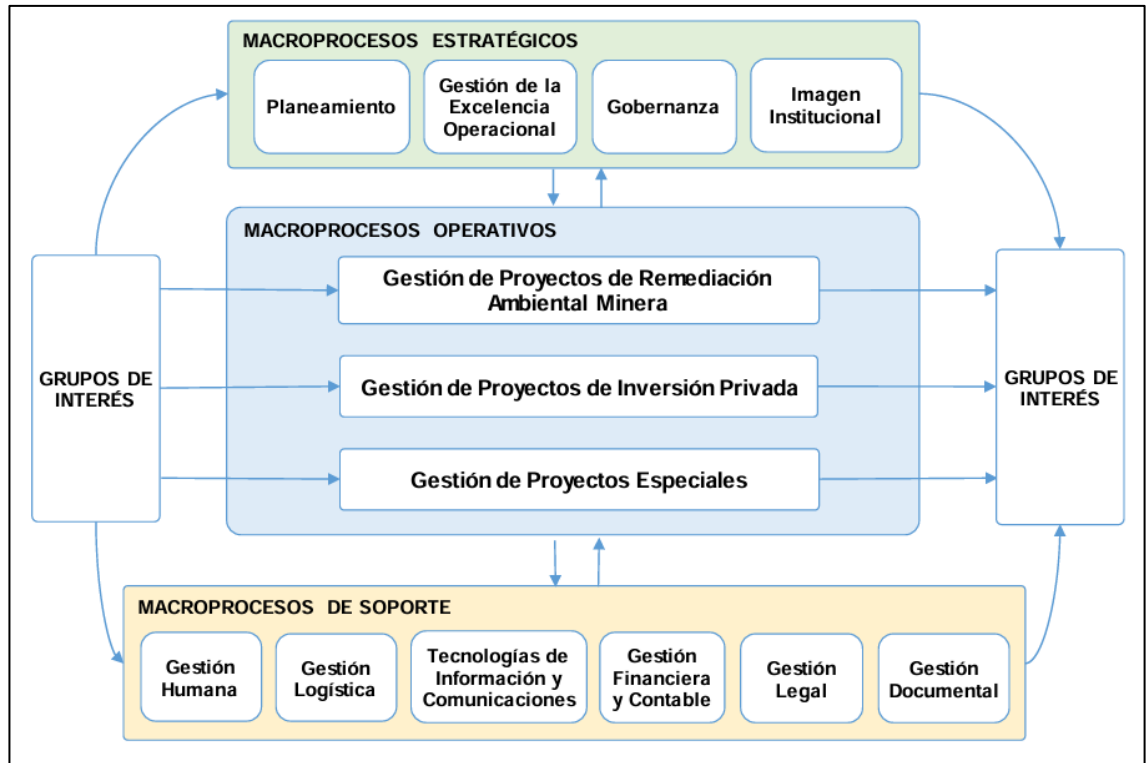 MACROPROCESOS ESTRATÉGICOS
Planeamiento
Gestión de la
Excelencia
Operacional
Gobernanza
Imagen
Institucional
MACROPROCESOS OPERATIVOS
GRUPOS DE
INTERÉS
Gestión de Proyectos de Remediación
Ambiental Minera
Gestión de Proyectos de Inversión Privada
Gestión de Proyectos Especiales
GRUPOS DE
INTERÉS
MACROPROCESOS DE SOPORTE
Gestión
Humana
Gestión
Logística
Tecnologías de
Información y
Comunicaciones
Gestión
Financiera
y Contable
Gestión
Legal
Gestión
Documental